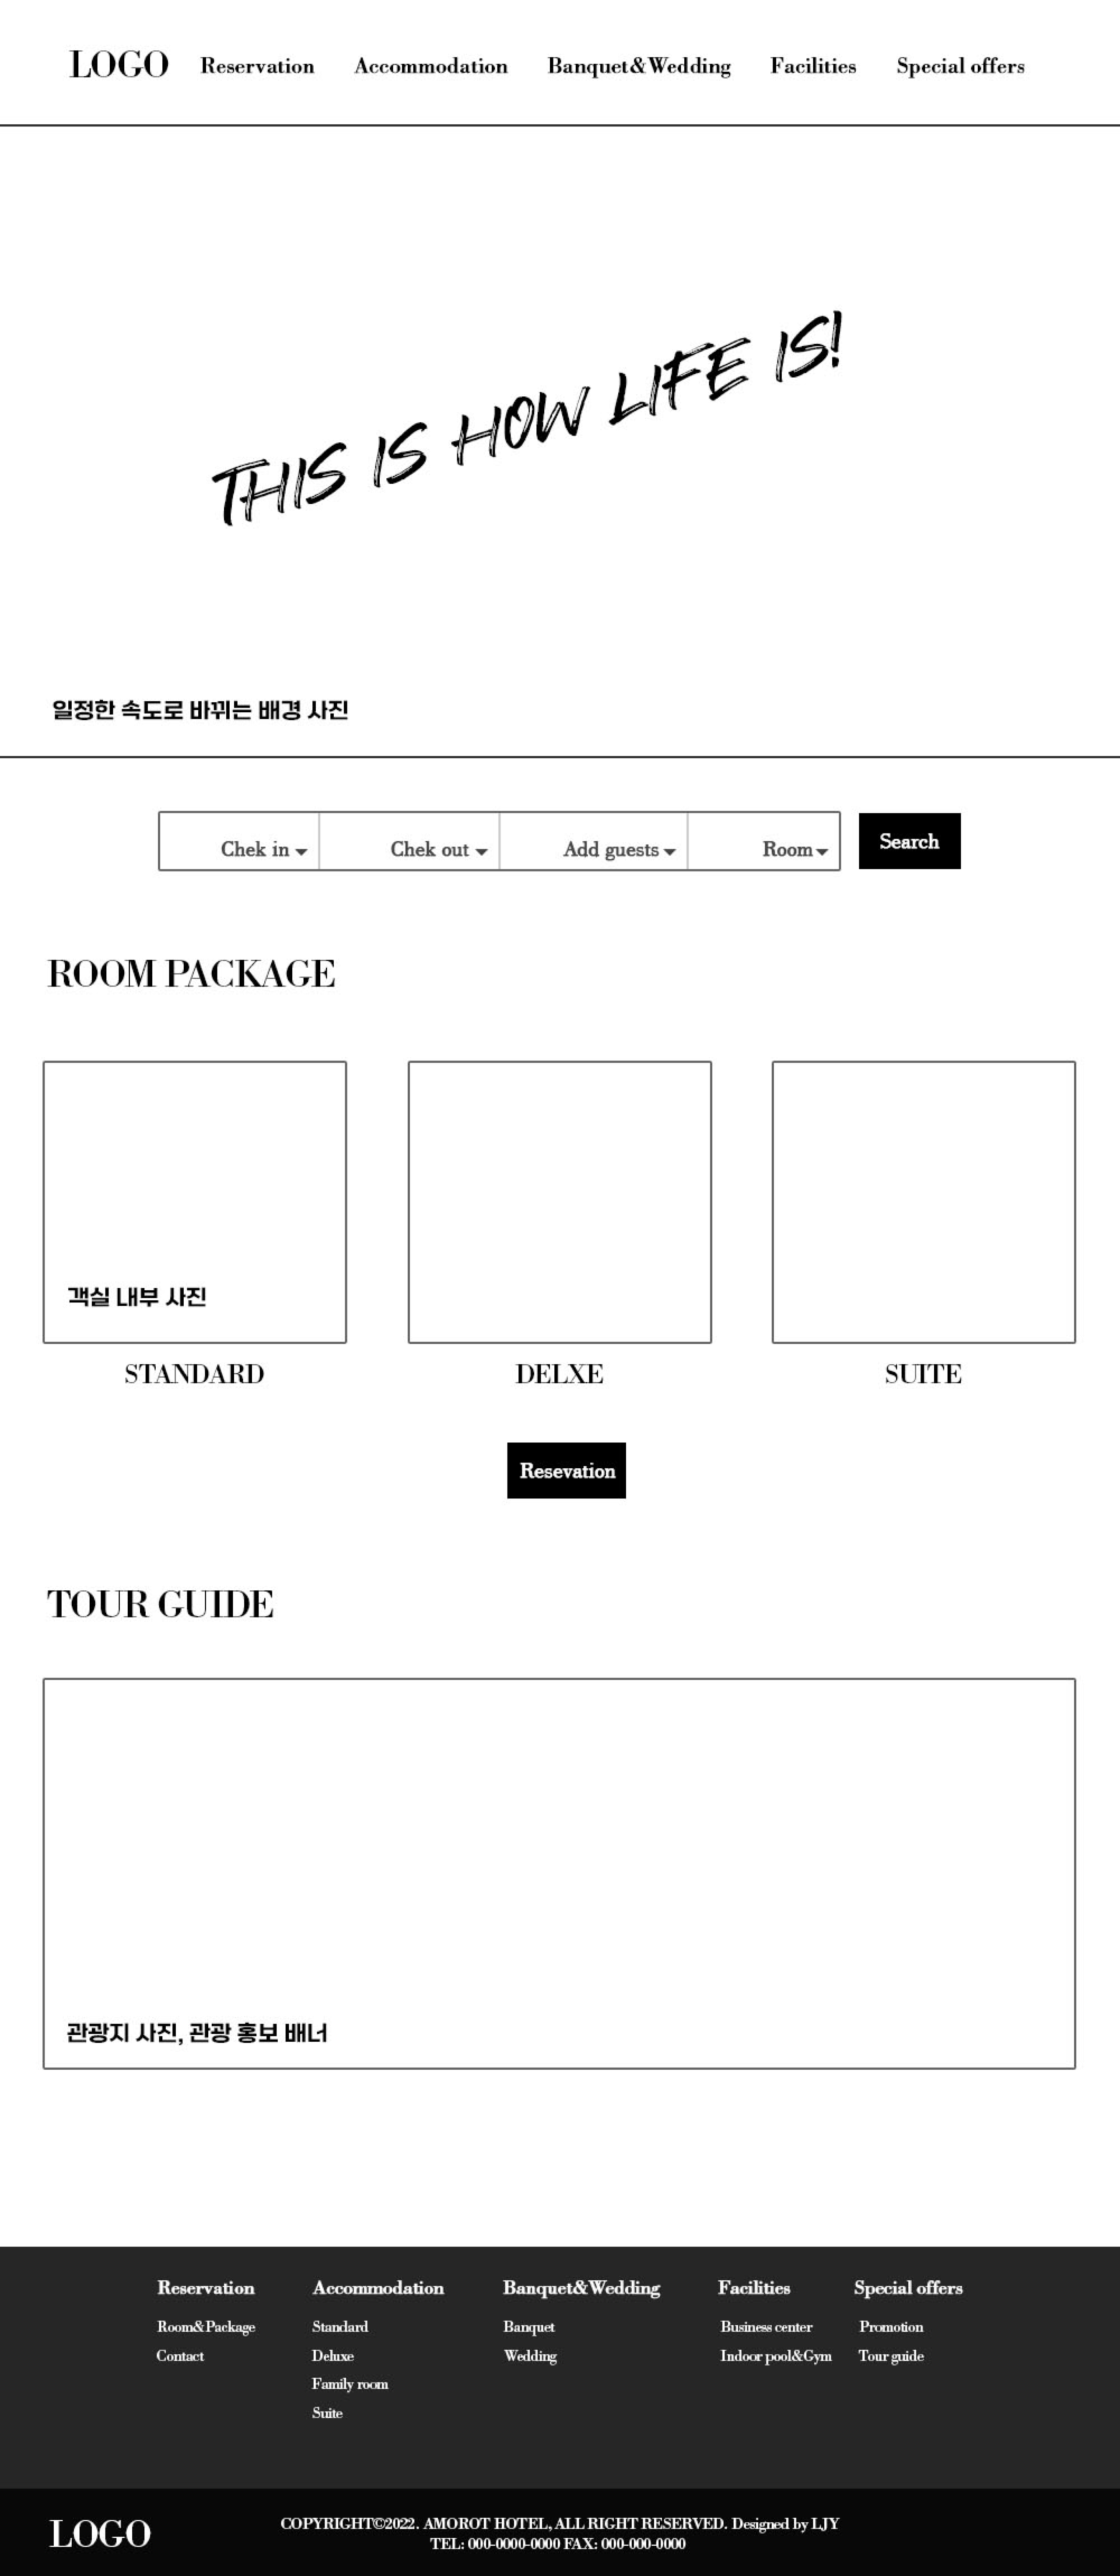 LOGO Reservation Accommodation Banquet&Wedding Facilities Special offers
THIS IS HOW LIFE IS!
일정한 속도로 바뀌는 배경 사진
Chek in Chek out Add guests Room Search
ROOM PACKAGE
객실 내부 사진
STANDARD DELXE SUITE
Resevation
TOUR GUIDE
관광지 사진, 관광 홍보 배너
Reservation Accommodation Banquet&Wedding Facilities Special offers
Room&Package Standard Banquet Business center Promotion
Contact Deluxe Wedding Indoor pool&Gym Tour guide
Family room
Suite
LOGO
COPYRIGHT©2022. AMOROT HOTEL, ALL RIGHT RESERVED. Designed by LJY
TEL: 000-0000-0000 FAX: 000-000-0000